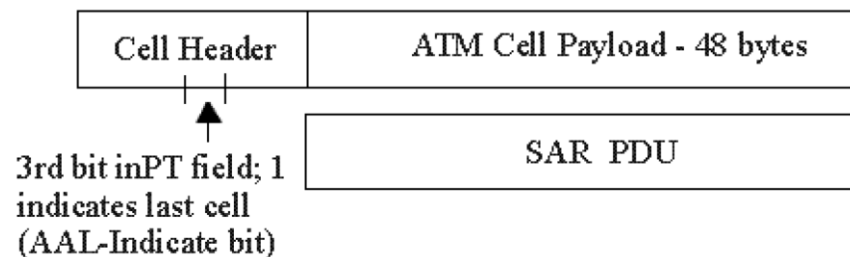 Cell Header
ATM Cell Payload - 48 bytes
SAR PDU
3rd bit inPT field; 1
indicates last cell
(AAL-Indicate bit)